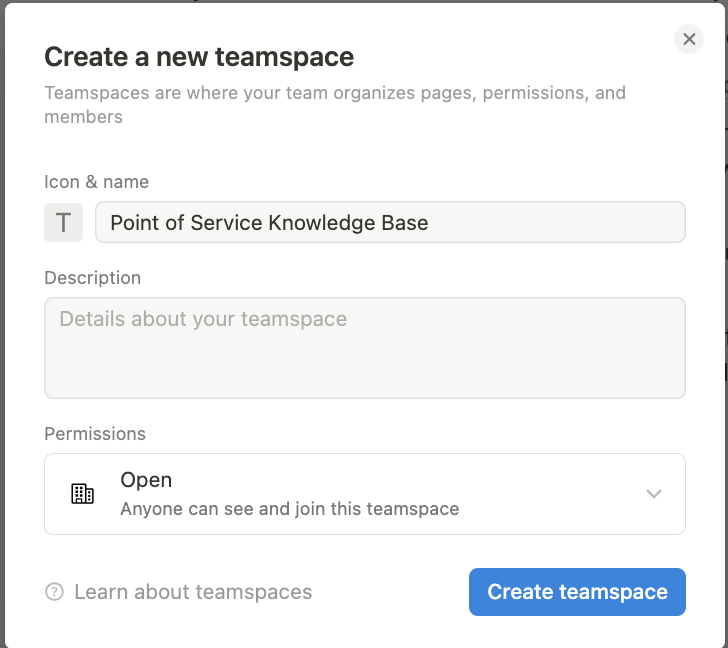 Create a new teamspace
Teamspaces are where your team organizes pages, permissions, and
members
Icon & name
T
Point of Service Knowledge Base
Description
Details about your teamspace
Permissions
Open
Anyone can see and join this teamspace
? Learn about teamspaces
Create teamspace